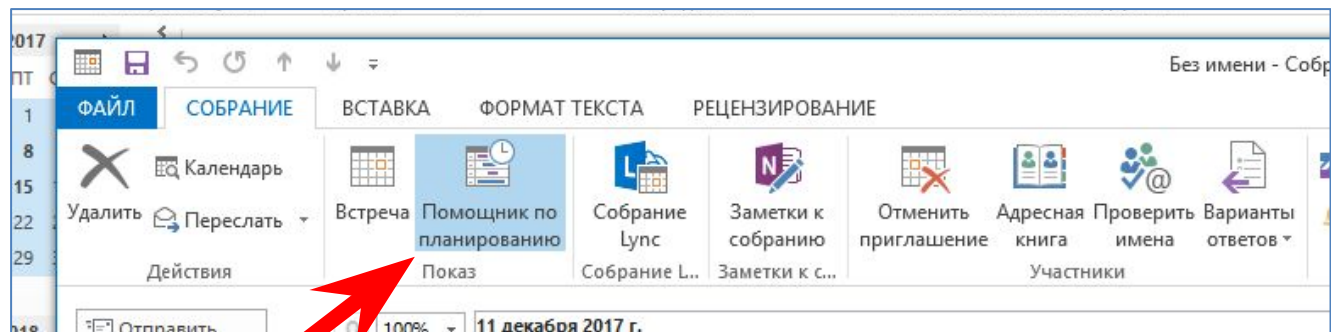 2017
ПТ
1
8
15
22
29
Без имени - Собр
ФАЙЛ СОБРАНИЕ ВСТАВКА ФОРМАТ ТЕКСТА РЕЦЕНЗИРОВАНИЕ
Удалить
Календарь
Переслать
Действия
Встреча
Помощник по
планированию
Показ
Собрание
Lync
Собрание L...
Заметки к
собранию
Заметки к с...
Отменить
приглашение
Адресная
книга
Проверить
имена
Варианты
ответов
Участники
Отправить
100%
11 декабря 2017 г.